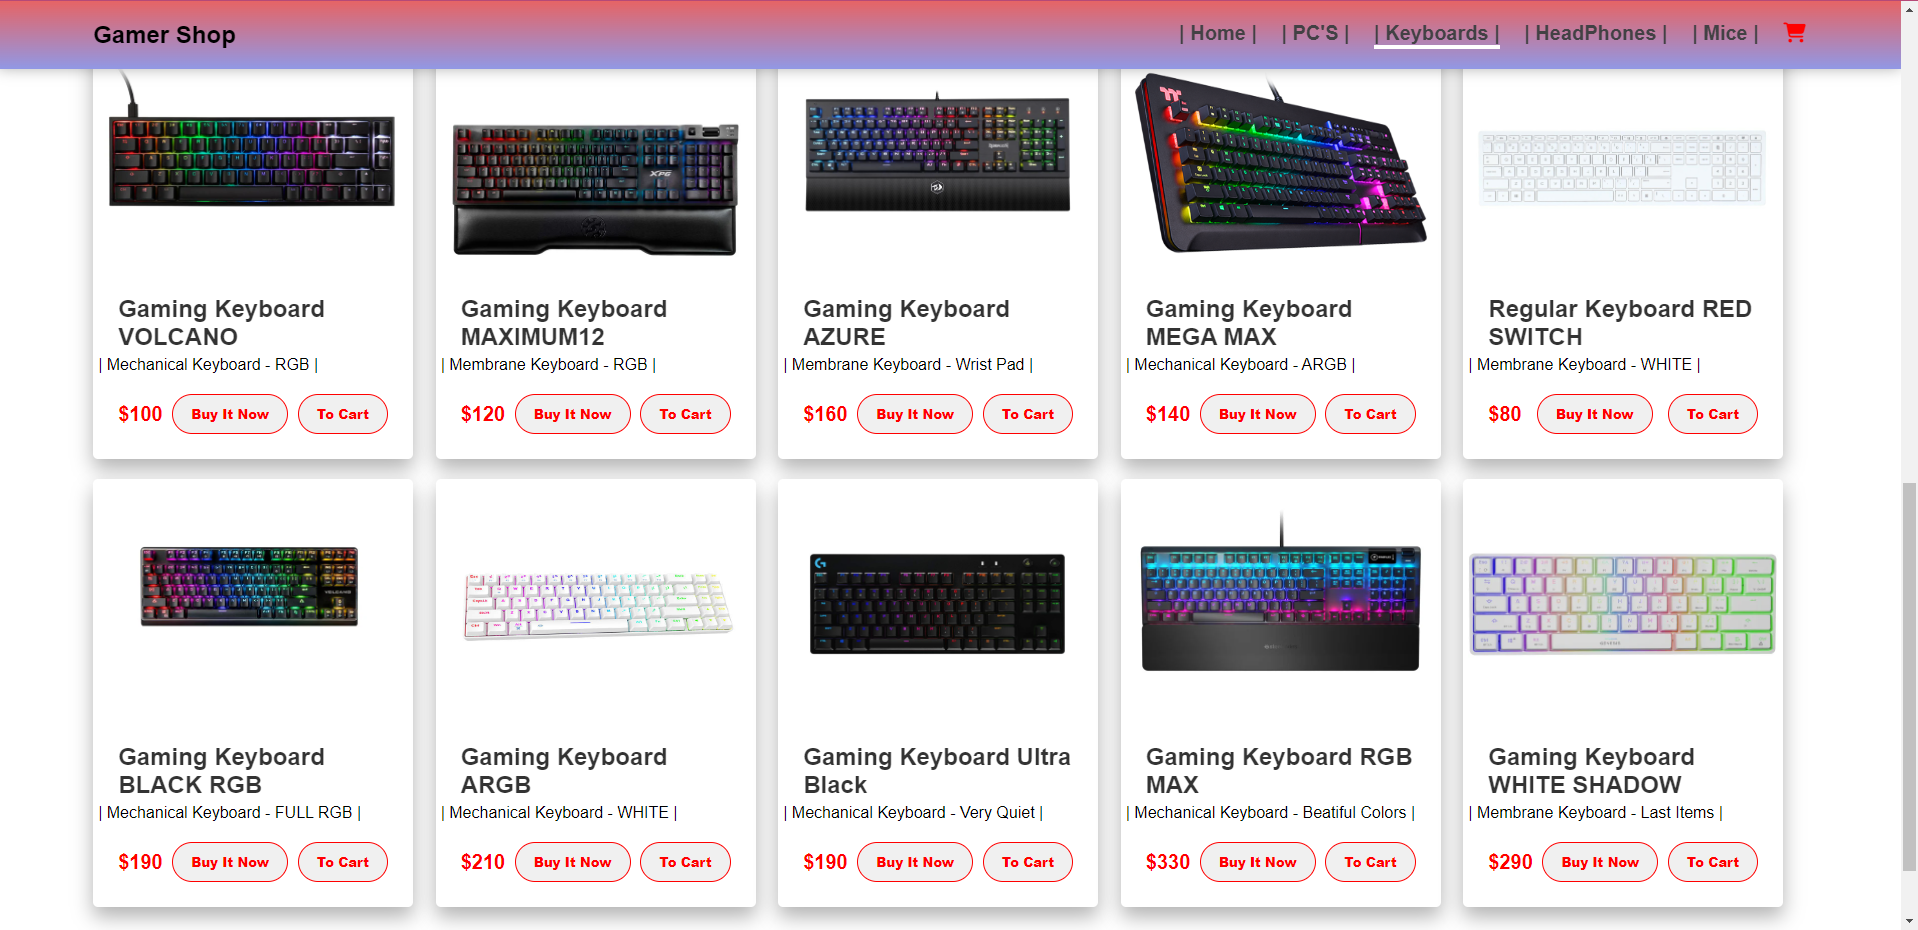 Gamer Shop
| Home | | PC'S | | Keyboards | | HeadPhones | | Mice |
XPG
Gaming Keyboard VOLCANO
| Mechanical Keyboard - RGB |
$100 Buy It Now To Cart
Gaming Keyboard MAXIMUM12
| Membrane Keyboard - RGB |
$120 Buy It Now To Cart
Gaming Keyboard AZURE
| Membrane Keyboard - Wrist Pad |
$160 Buy It Now To Cart
Gaming Keyboard MEGA MAX
| Mechanical Keyboard - ARGB |
$140 Buy It Now To Cart
Regular Keyboard RED SWITCH
| Membrane Keyboard - WHITE |
$80 Buy It Now To Cart
VOLCANO
Gaming Keyboard BLACK RGB
| Mechanical Keyboard - FULL RGB |
$190 Buy It Now To Cart
Gaming Keyboard ARGB
| Mechanical Keyboard - WHITE |
$210 Buy It Now To Cart
Gaming Keyboard Ultra Black
| Mechanical Keyboard - Very Quiet |
$190 Buy It Now To Cart
Gaming Keyboard RGB MAX
| Mechanical Keyboard - Beatiful Colors |
$330 Buy It Now To Cart
Gaming Keyboard WHITE SHADOW
| Membrane Keyboard - Last Items |
$290 Buy It Now To Cart